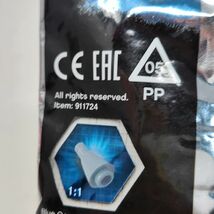 CE EAC 05
PP
All rights reserved.
Item: 911724
1:1